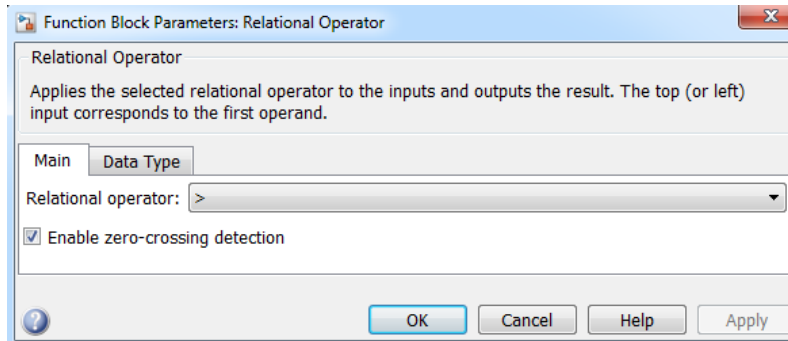 Function Block Parameters: Relational Operator
Relational Operator
Applies the selected relational operator to the inputs and outputs the result. The top (or left)
input corresponds to the first operand.
Main Data Type
Relational operator: >
Enable zero-crossing detection
? OK Cancel Help Apply